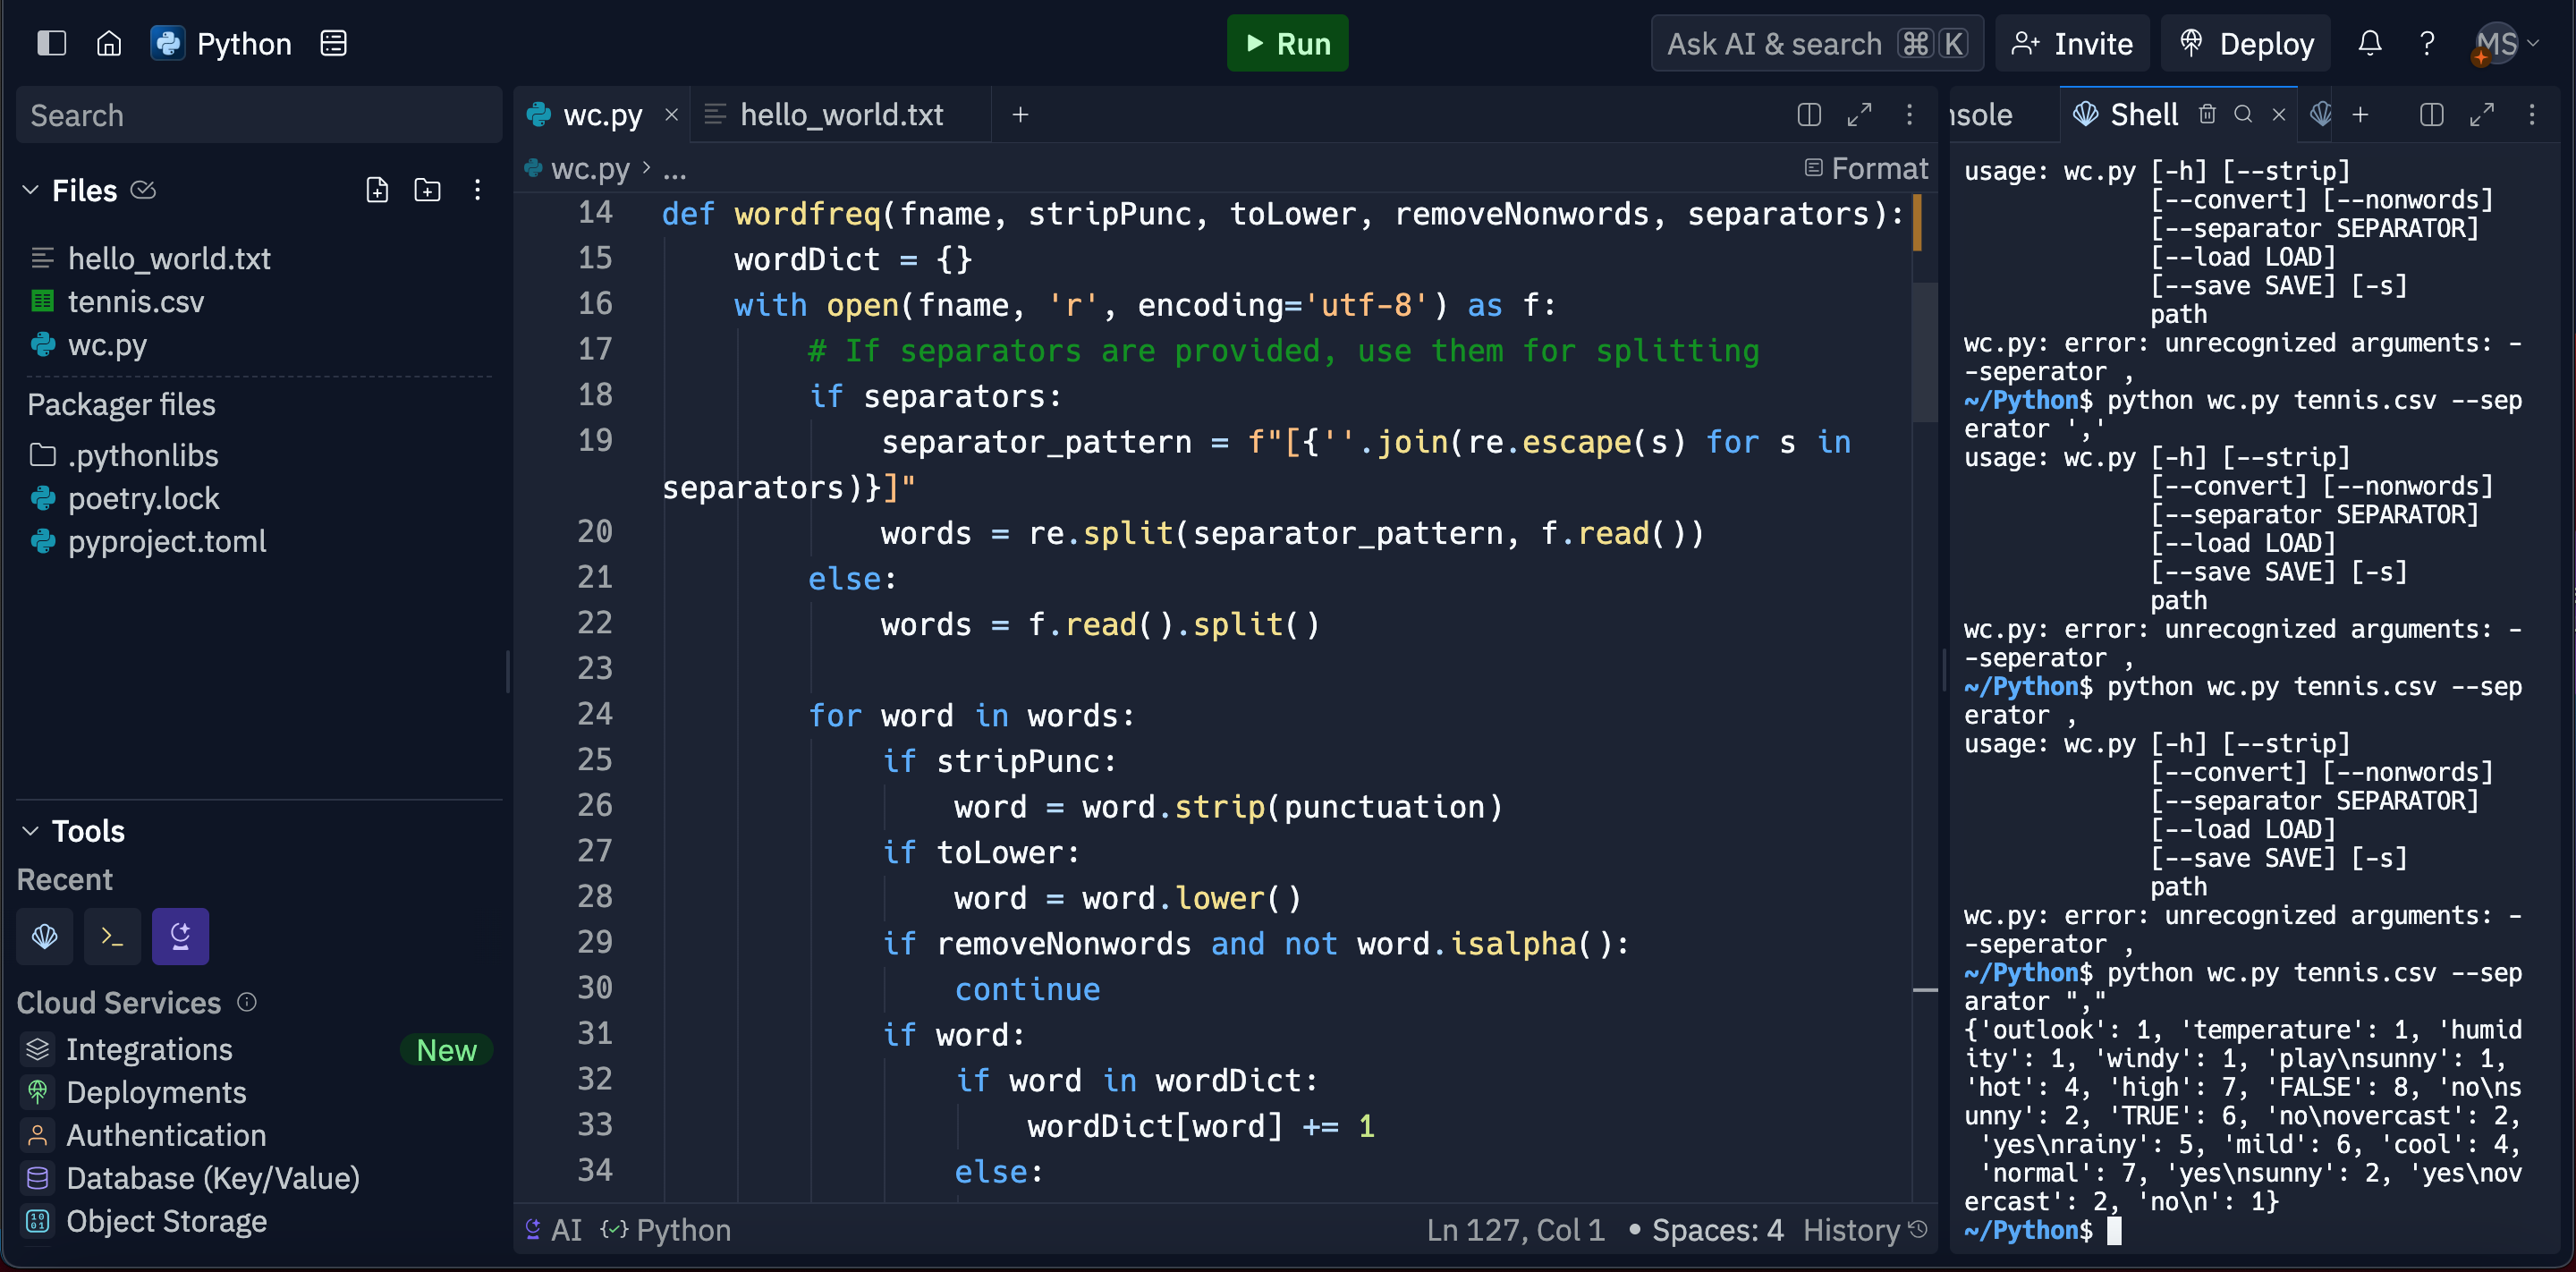 Python
Run
Ask AI & search ⌘ K
Invite
Deploy
MS
Search
Files
hello_world.txt
tennis.csv
wc.py
Packager files
.pythonlibs
poetry.lock
pyproject.toml
Tools
Recent
Cloud Services
Integrations New
Deployments
Authentication
Database (Key/Value)
Object Storage
wc.py
hello_world.txt
wc.py > ...
Format
14 def wordfreq(fname, stripPunc, toLower, removeNonwords, separators):
15 wordDict = {}
16 with open(fname, 'r', encoding='utf-8') as f:
17 # If separators are provided, use them for splitting
18 if separators:
19 separator_pattern = f"[{''.join(re.escape(s) for s in
separators)}]"
20 words = re.split(separator_pattern, f.read())
21 else:
22 words = f.read().split()
23
24 for word in words:
25 if stripPunc:
26 word = word.strip(punctuation)
27 if toLower:
28 word = word.lower()
29 if removeNonwords and not word.isalpha():
30 continue
31 if word:
32 if word in wordDict:
33 wordDict[word] += 1
34 else:
AI Python
Ln 127, Col 1 • Spaces: 4 History
nsole
Shell
usage: wc.py [-h] [--strip]
[--convert] [--nonwords]
[--separator SEPARATOR]
[--load LOAD]
[--save SAVE] [-s]
path
wc.py: error: unrecognized arguments: -
-seperator ,
~/Python$ python wc.py tennis.csv --sep
erator ','
usage: wc.py [-h] [--strip]
[--convert] [--nonwords]
[--separator SEPARATOR]
[--load LOAD]
[--save SAVE] [-s]
path
wc.py: error: unrecognized arguments: -
-seperator ,
~/Python$ python wc.py tennis.csv --sep
erator ,
usage: wc.py [-h] [--strip]
[--convert] [--nonwords]
[--separator SEPARATOR]
[--load LOAD]
[--save SAVE] [-s]
path
wc.py: error: unrecognized arguments: -
-seperator ,
~/Python$ python wc.py tennis.csv --sep
arator ","
{'outlook': 1, 'temperature': 1, 'humid
ity': 1, 'windy': 1, 'play\nsunny': 1,
'hot': 4, 'high': 7, 'FALSE': 8, 'no\ns
unny': 2, 'TRUE': 6, 'no\novercast': 2,
'yes\nrainy': 5, 'mild': 6, 'cool': 4,
'normal': 7, 'yes\nsunny': 2, 'yes\nov
ercast': 2, 'no\n': 1}
~/Python$